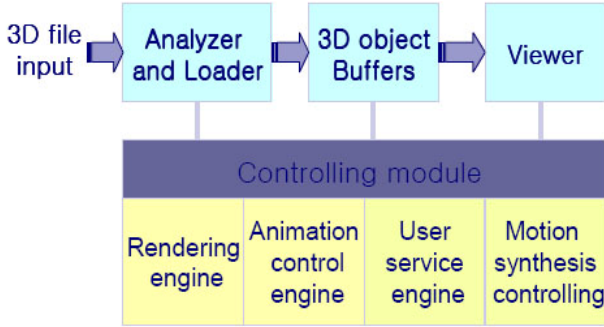 3D file
input
Analyzer
and Loader
3D object
Buffers
Viewer
Controlling module
Rendering
engine
Animation
control
engine
User
service
engine
Motion
synthesis
controlling